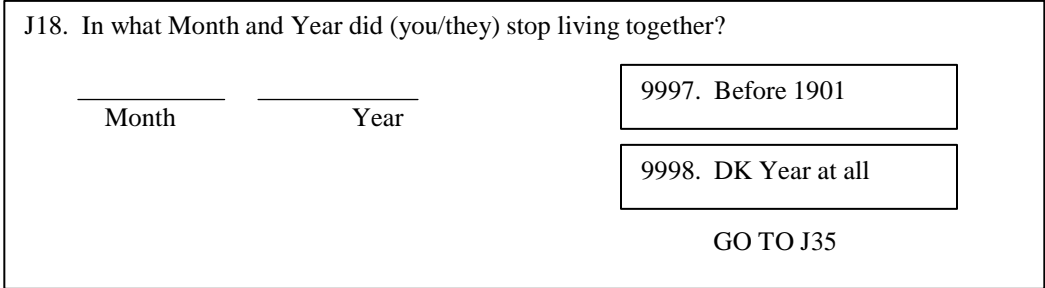 J18. In what Month and Year did (you/they) stop living together?
9997. Before 1901
Month Year
9998. DK Year at all
GO TO J35